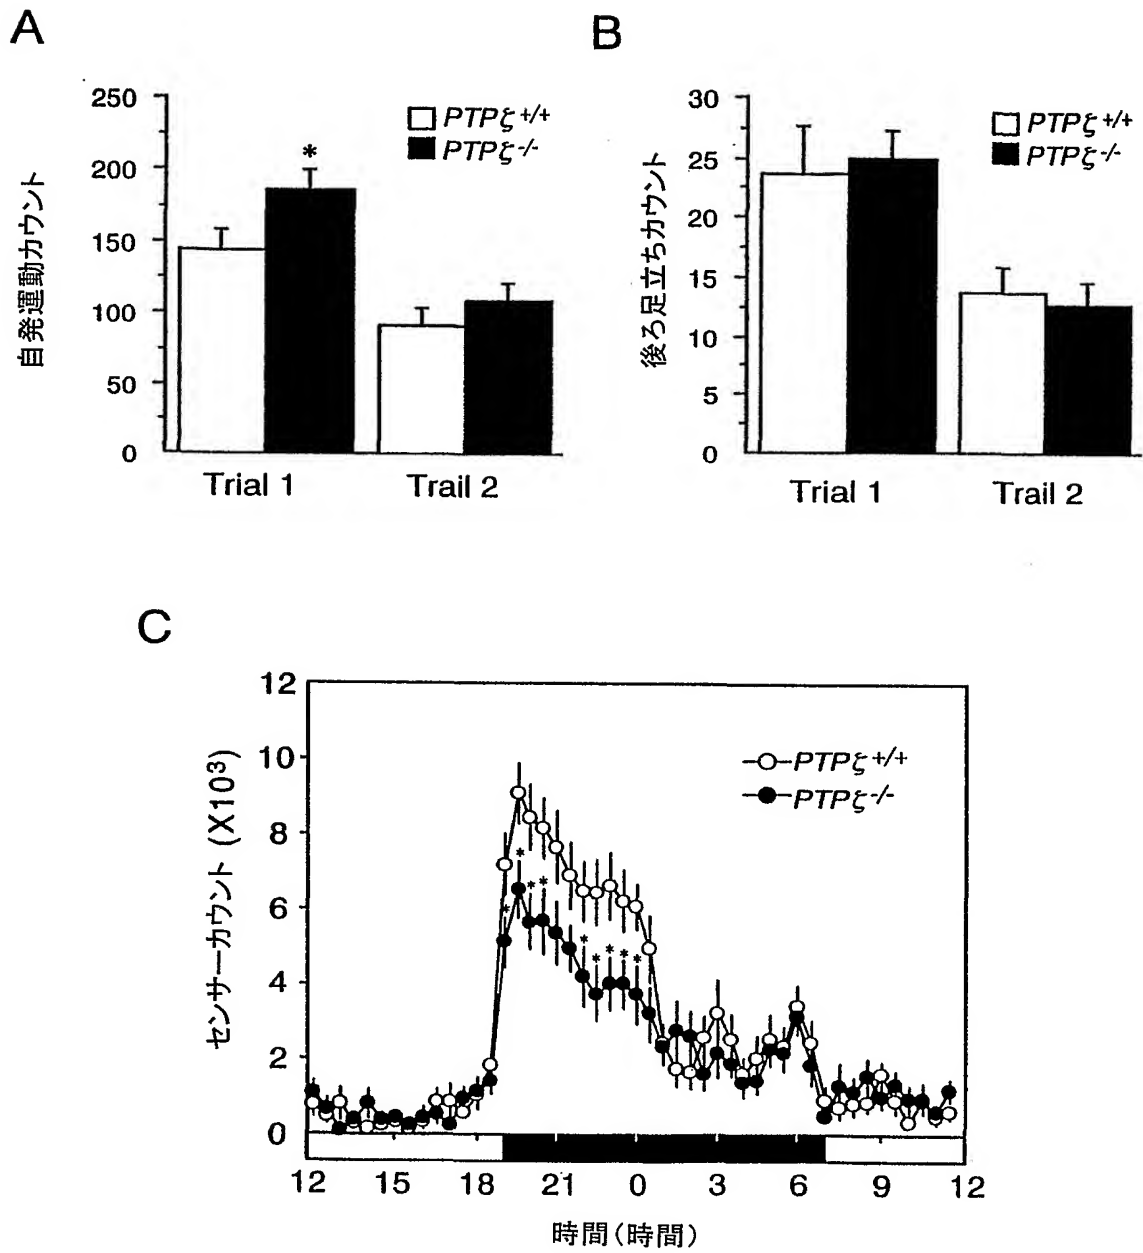 A
250
200
150
100
50
0
自発運動カウント
PTPζ+/+
PTPζ-/-
*
Trial 1
Trail 2
B
30
25
20
15
10
5
0
後ろ足立ちカウント
PTPζ+/+
PTPζ-/-
Trial 1
Trail 2
C
12
10
8
6
4
2
0
センサーカウント (X10³)
PTPζ+/+
PTPζ-/-
* * * * * * * * *
12 15 18 21 0 3 6 9 12
時間(時間)